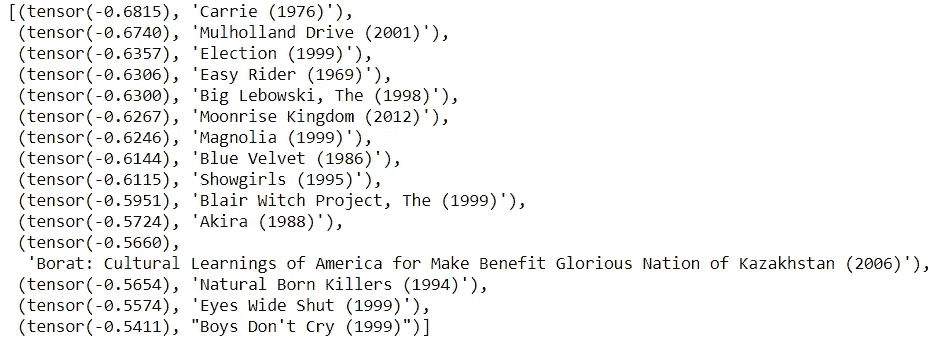 [(tensor(-0.6815), 'Carrie (1976)'),
(tensor(-0.6740), 'Mulholland Drive (2001)'),
(tensor(-0.6357), 'Election (1999)'),
(tensor(-0.6306), 'Easy Rider (1969)'),
(tensor(-0.6300), 'Big Lebowski, The (1998)'),
(tensor(-0.6267), 'Moonrise Kingdom (2012)'),
(tensor(-0.6246), 'Magnolia (1999)'),
(tensor(-0.6144), 'Blue Velvet (1986)'),
(tensor(-0.6115), 'Showgirls (1995)'),
(tensor(-0.5951), 'Blair Witch Project, The (1999)'),
(tensor(-0.5724), 'Akira (1988)'),
(tensor(-0.5660),
'Borat: Cultural Learnings of America for Make Benefit Glorious Nation of Kazakhstan (2006)'),
(tensor(-0.5654), 'Natural Born Killers (1994)'),
(tensor(-0.5574), 'Eyes Wide Shut (1999)'),
(tensor(-0.5411), "Boys Don't Cry (1999)")]